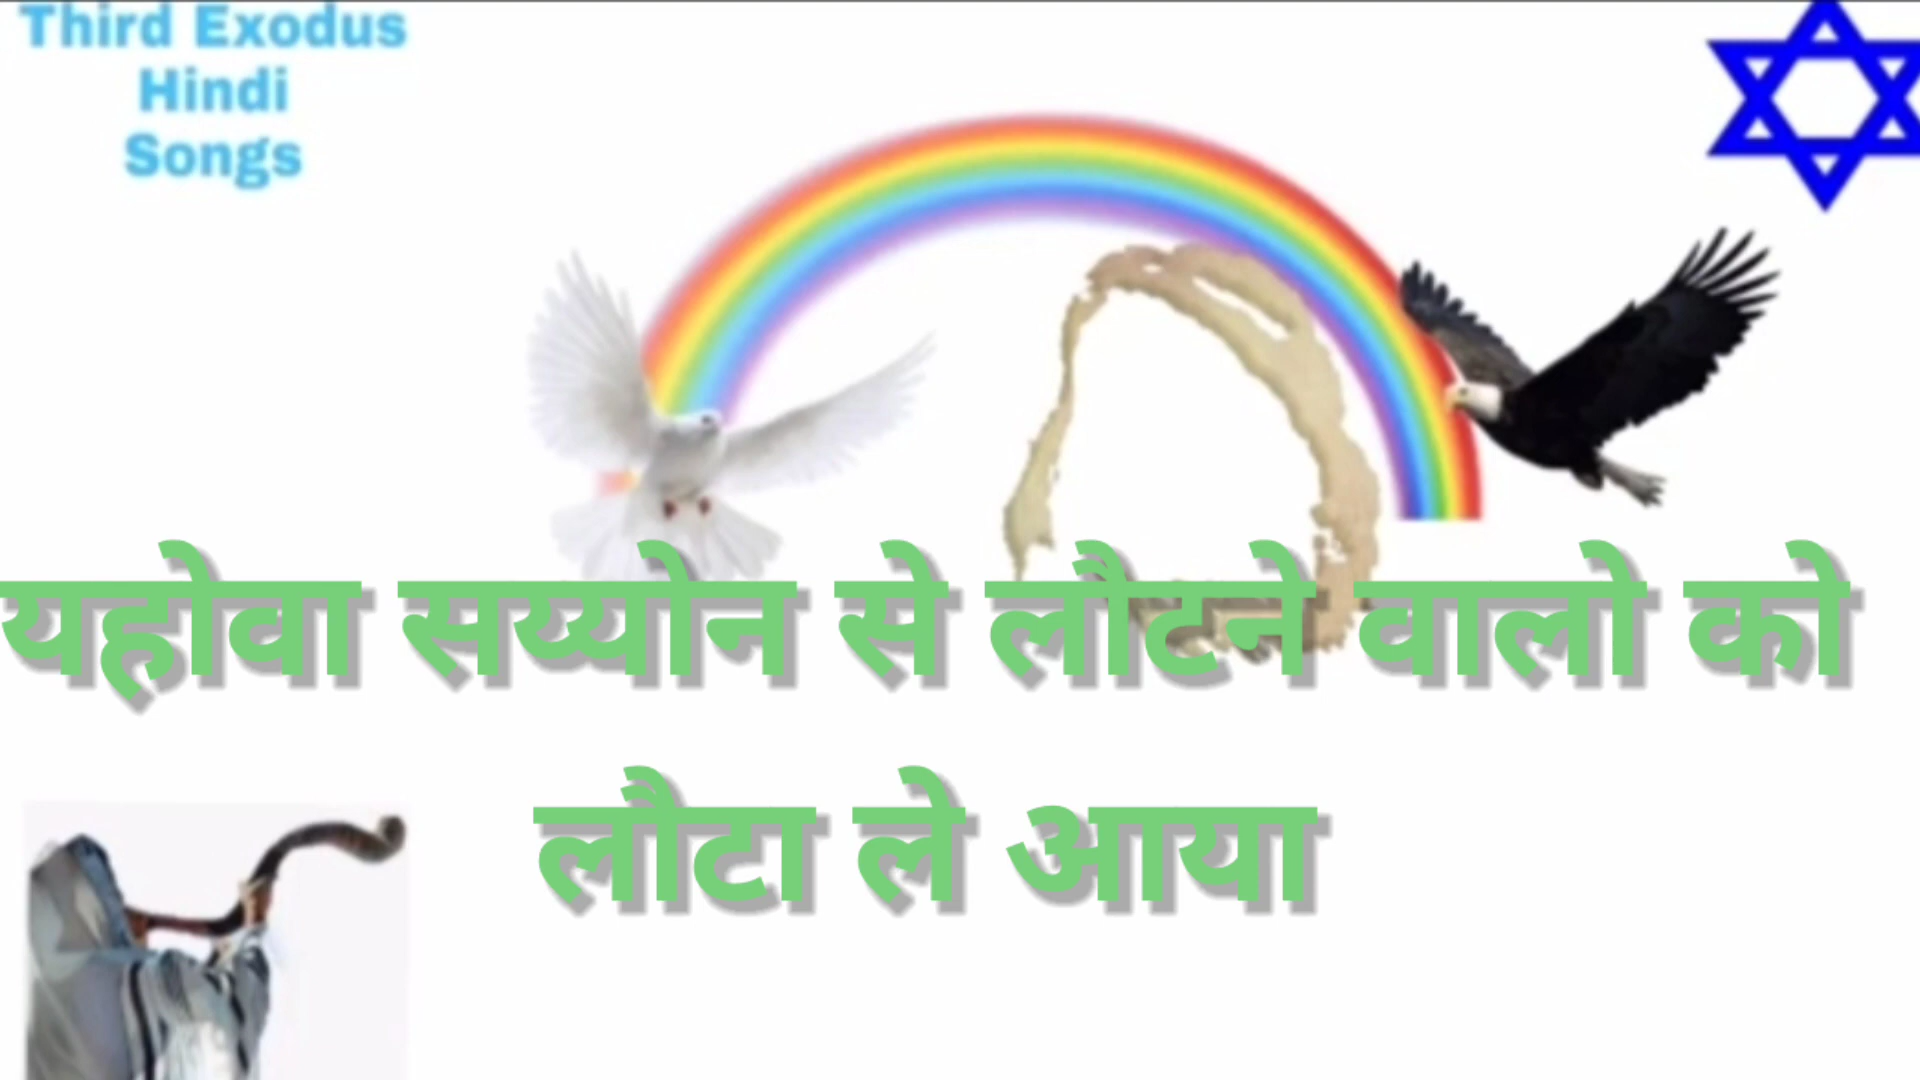 Third Exodus
Hindi
Songs
यहोवा सय्योन से लौटने वालो को
लौटा ले आया